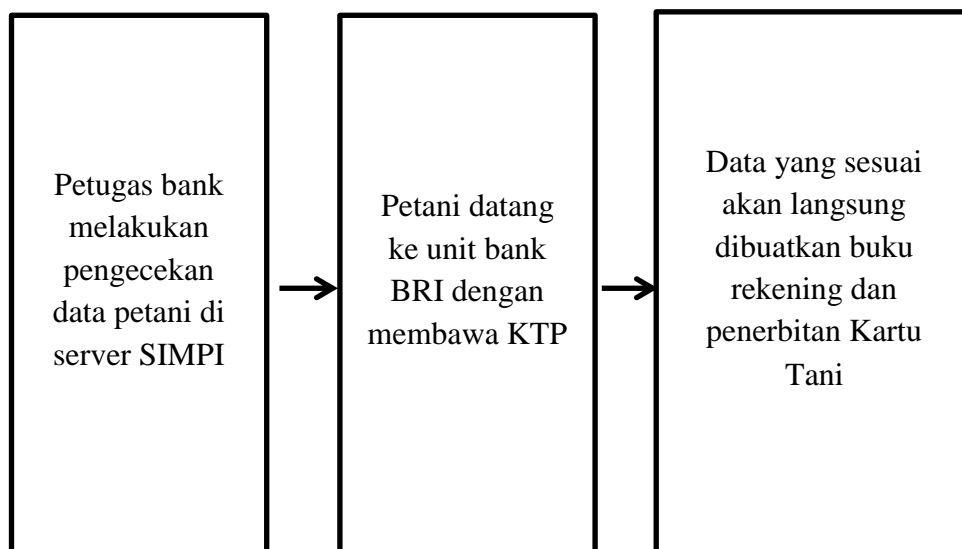 Petugas bank
melakukan
pengecekan
data petani di
server SIMPI
Petani datang
ke unit bank
BRI dengan
membawa KTP
Data yang sesuai
akan langsung
dibuatkan buku
rekening dan
penerbitan Kartu
Tani